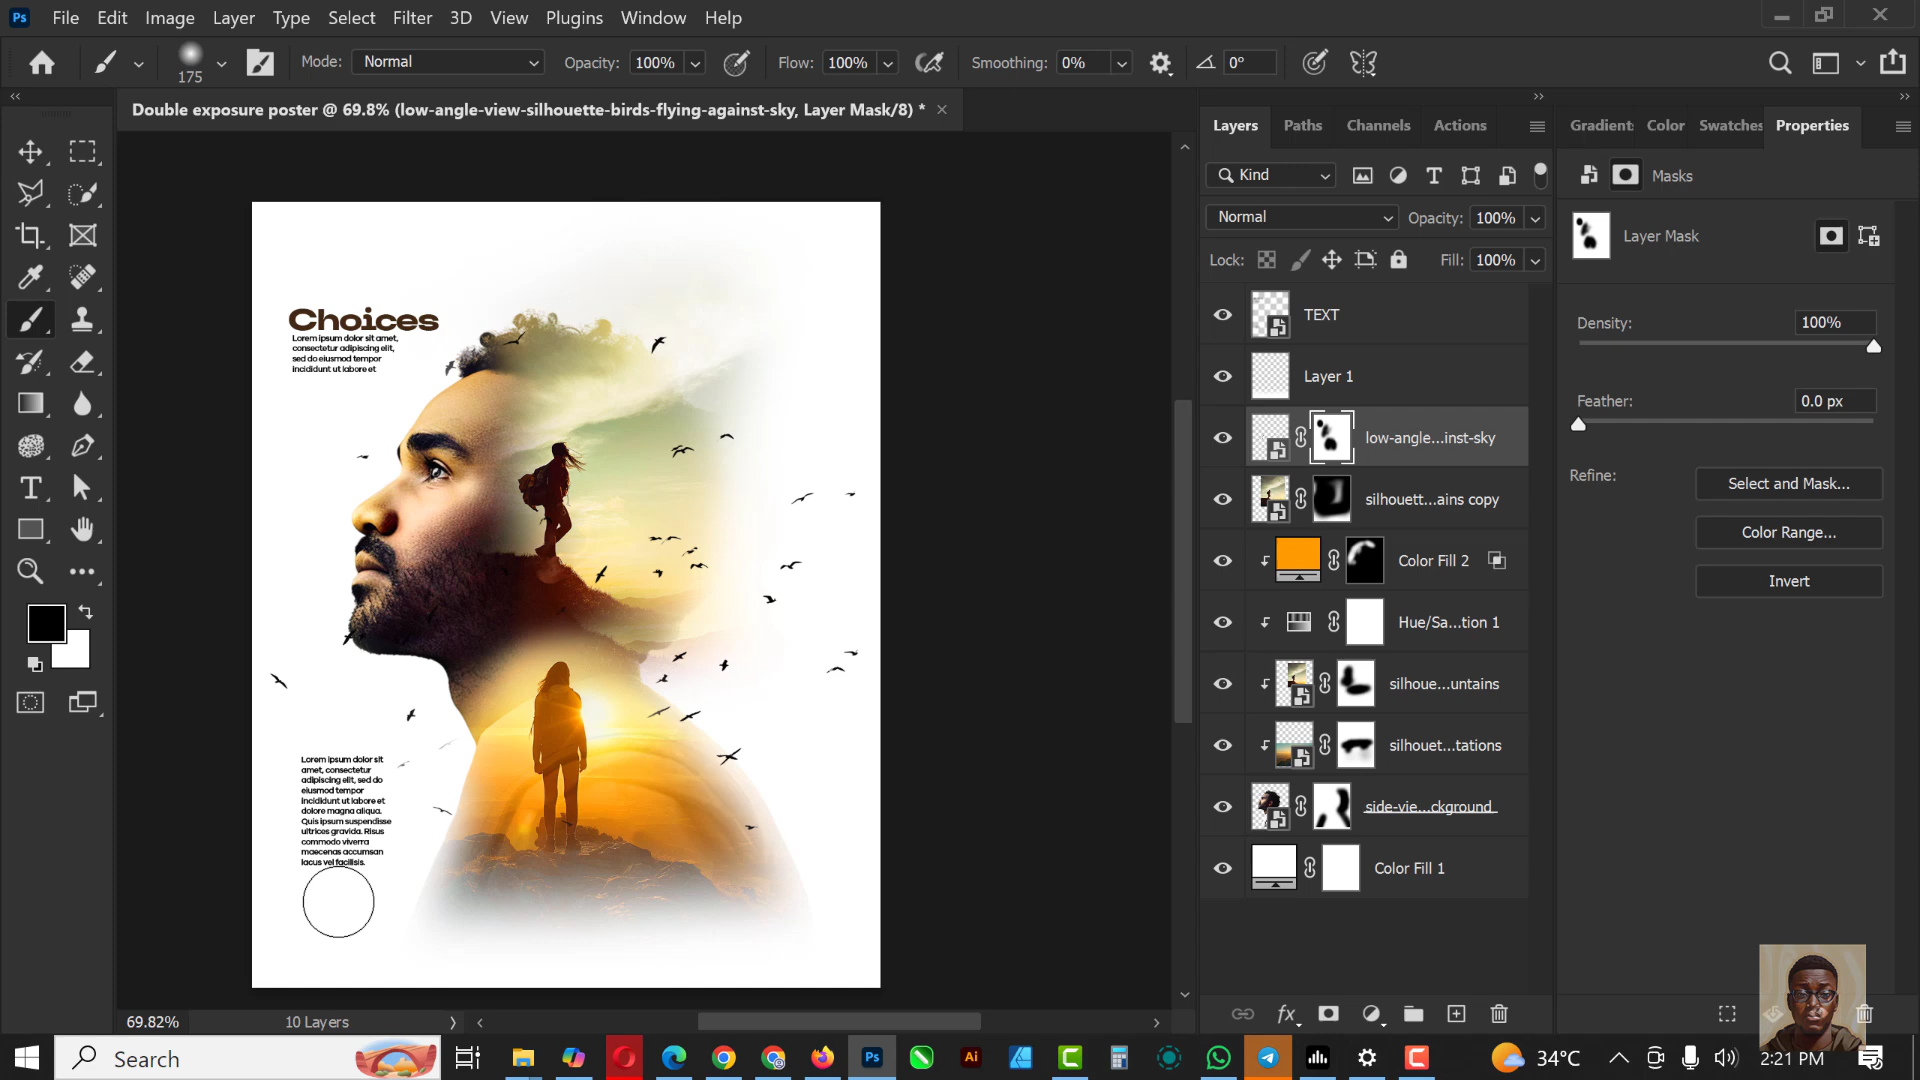 Ps File Edit Image Layer Type Select Filter 3D View Plugins Window Help
175 Mode: Normal Opacity: 100% Flow: 100% Smoothing: 0% 0°
Double exposure poster @ 69.8% (low-angle-view-silhouette-birds-flying-against-sky, Layer Mask/8) *
Choices
Lorem ipsum dolor sit amet,
consectetur adipiscing elit,
sed do eiusmod tempor
incididunt ut labore et
Lorem ipsum dolor sit
amet, consectetur
adipiscing elit, sed do
eiusmod tempor
incididunt ut labore et
dolore magna aliqua.
Quis ipsum suspendisse
ultrices gravida. Risus
commodo viverra
maecenas accumsan
lacus vel facilisis.
69.82% 10 Layers
Layers Paths Channels Actions
Kind
Normal Opacity: 100%
Lock: Fill: 100%
TEXT
Layer 1
low-angle...inst-sky
silhouett...ains copy
Color Fill 2
Hue/Sa...tion 1
silhoue...untains
silhouet...tations
side-vie...ckground
Color Fill 1
fx
Gradient Color Swatches Properties
Masks
Layer Mask
Density: 100%
Feather: 0.0 px
Refine: Select and Mask...
Color Range...
Invert
Search Ps Ai 34°C 2:21 PM